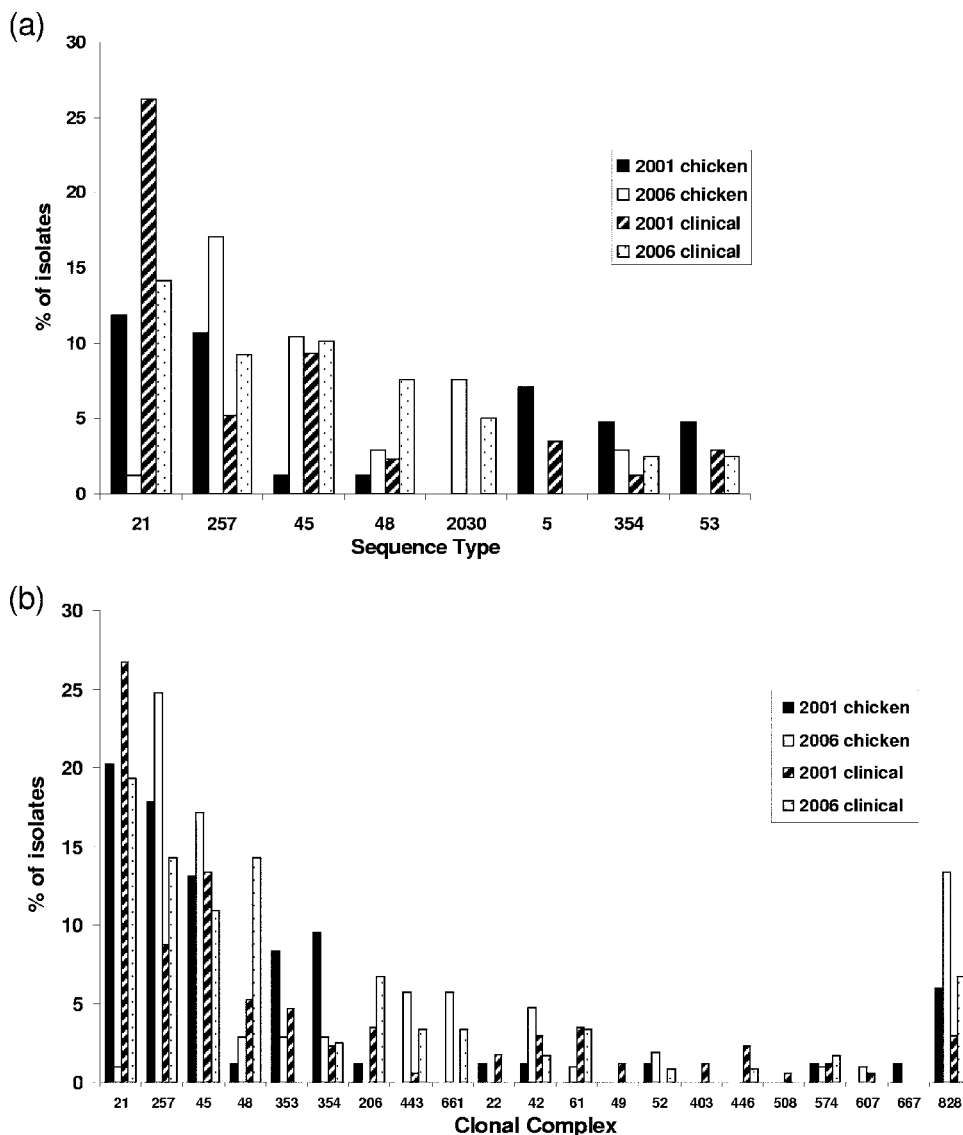 (a)
30
25
20
15
10
5
0
% of isolates
2001 chicken
2006 chicken
2001 clinical
2006 clinical
21 257 45 48 2030 5 354 53
Sequence Type
(b)
30
25
20
15
10
5
0
% of isolates
2001 chicken
2006 chicken
2001 clinical
2006 clinical
21 257 45 48 353 354 206 443 661 22 42 61 49 52 403 446 508 574 607 667 828
Clonal Complex